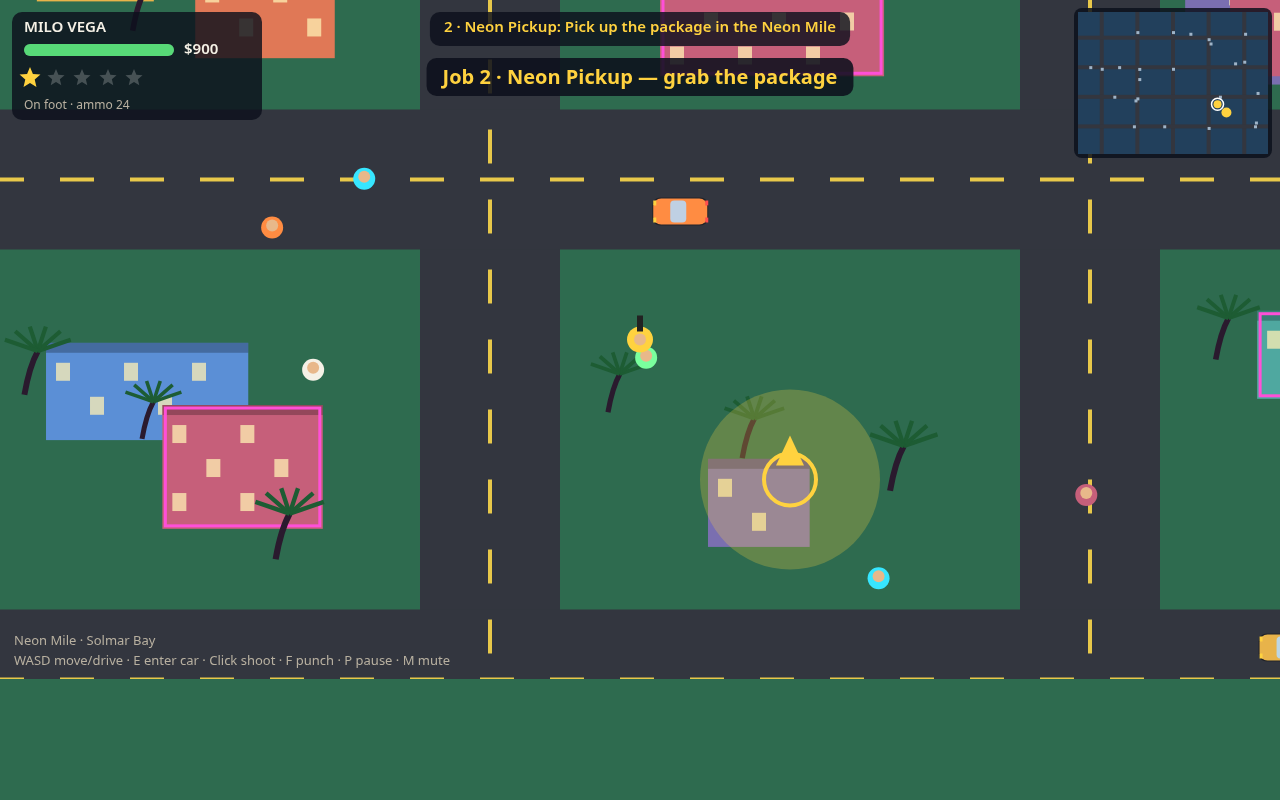 MILO VEGA
$900
On foot · ammo 24
2 · Neon Pickup: Pick up the package in the Neon Mile
Job 2 · Neon Pickup — grab the package
Neon Mile · Solmar Bay
WASD move/drive · E enter car · Click shoot · F punch · P pause · M mute